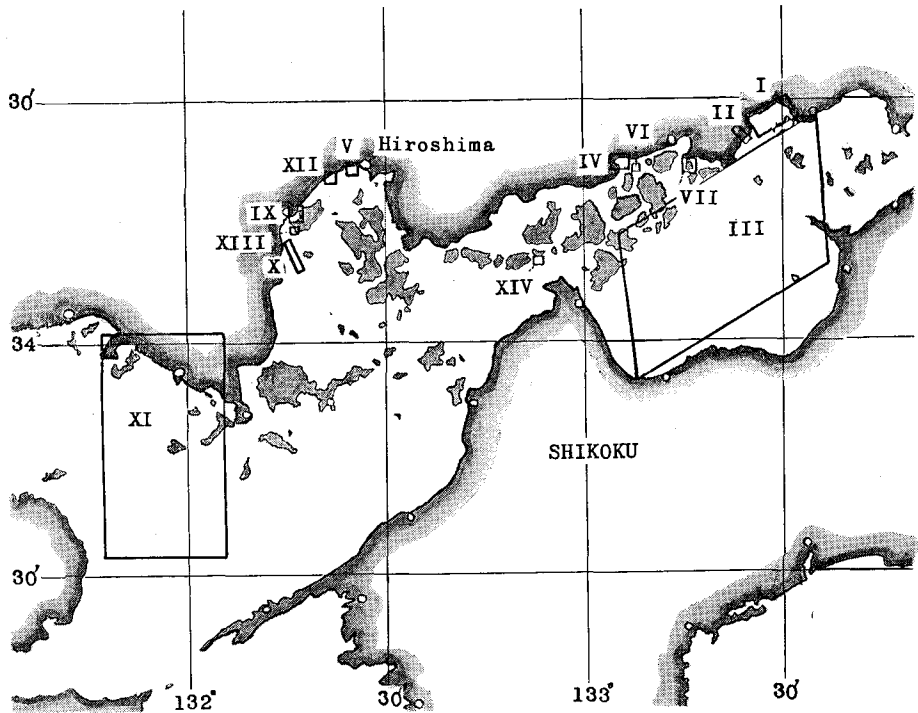 I
30′
II
VI
V
Hiroshima
XII
IV
VII
IX
III
XIII
X
XIV
34
XI
SHIKOKU
30′
132°
30′
133°
30′